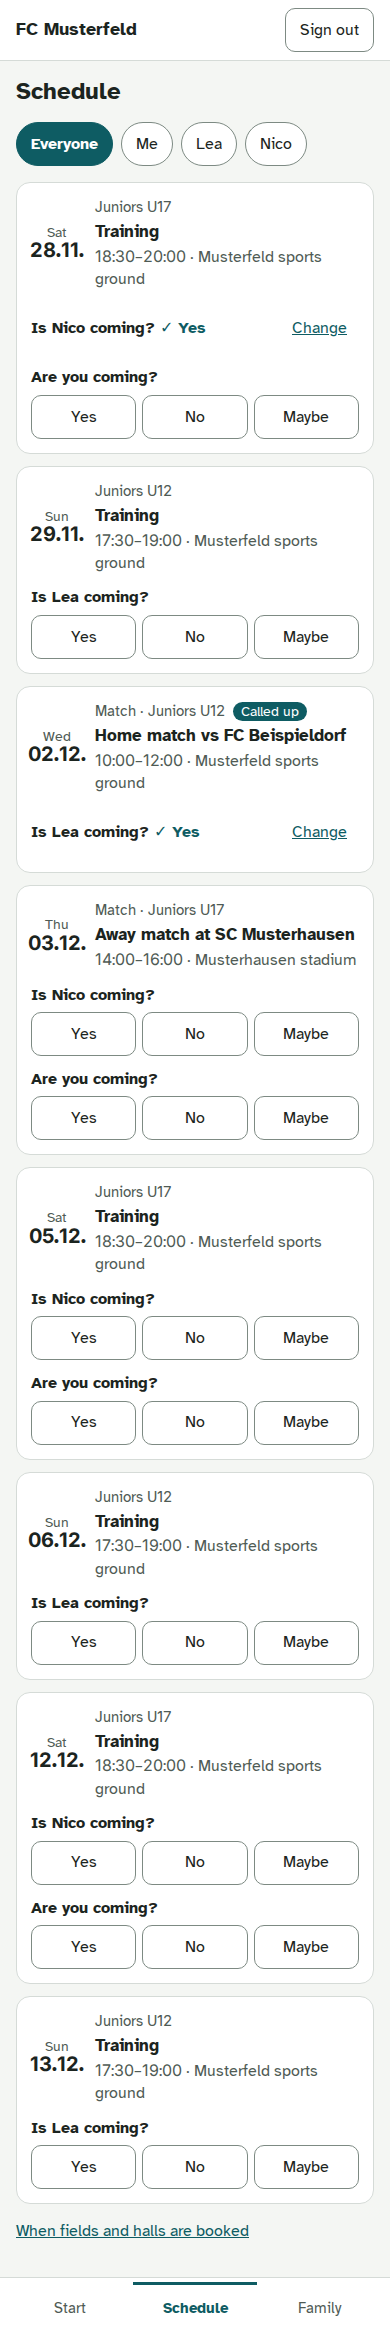 FC Musterfeld
Sign out
Schedule
Everyone
Me
Lea
Nico
Juniors U17
Sat
28.11.
Training
18:30–20:00 · Musterfeld sports
ground
Is Nico coming? ✓ Yes
Change
Are you coming?
Yes
No
Maybe
Juniors U12
Sun
29.11.
Training
17:30–19:00 · Musterfeld sports
ground
Is Lea coming?
Yes
No
Maybe
Match · Juniors U12 Called up
Wed
02.12.
Home match vs FC Beispieldorf
10:00–12:00 · Musterfeld sports
ground
Is Lea coming? ✓ Yes
Change
Match · Juniors U17
Thu
03.12.
Away match at SC Musterhausen
14:00–16:00 · Musterhausen stadium
Is Nico coming?
Yes
No
Maybe
Are you coming?
Yes
No
Maybe
Juniors U17
Sat
05.12.
Training
18:30–20:00 · Musterfeld sports
ground
Is Nico coming?
Yes
No
Maybe
Are you coming?
Yes
No
Maybe
Juniors U12
Sun
06.12.
Training
17:30–19:00 · Musterfeld sports
ground
Is Lea coming?
Yes
No
Maybe
Juniors U17
Sat
12.12.
Training
18:30–20:00 · Musterfeld sports
ground
Is Nico coming?
Yes
No
Maybe
Are you coming?
Yes
No
Maybe
Juniors U12
Sun
13.12.
Training
17:30–19:00 · Musterfeld sports
ground
Is Lea coming?
Yes
No
Maybe
When fields and halls are booked
Start
Schedule
Family